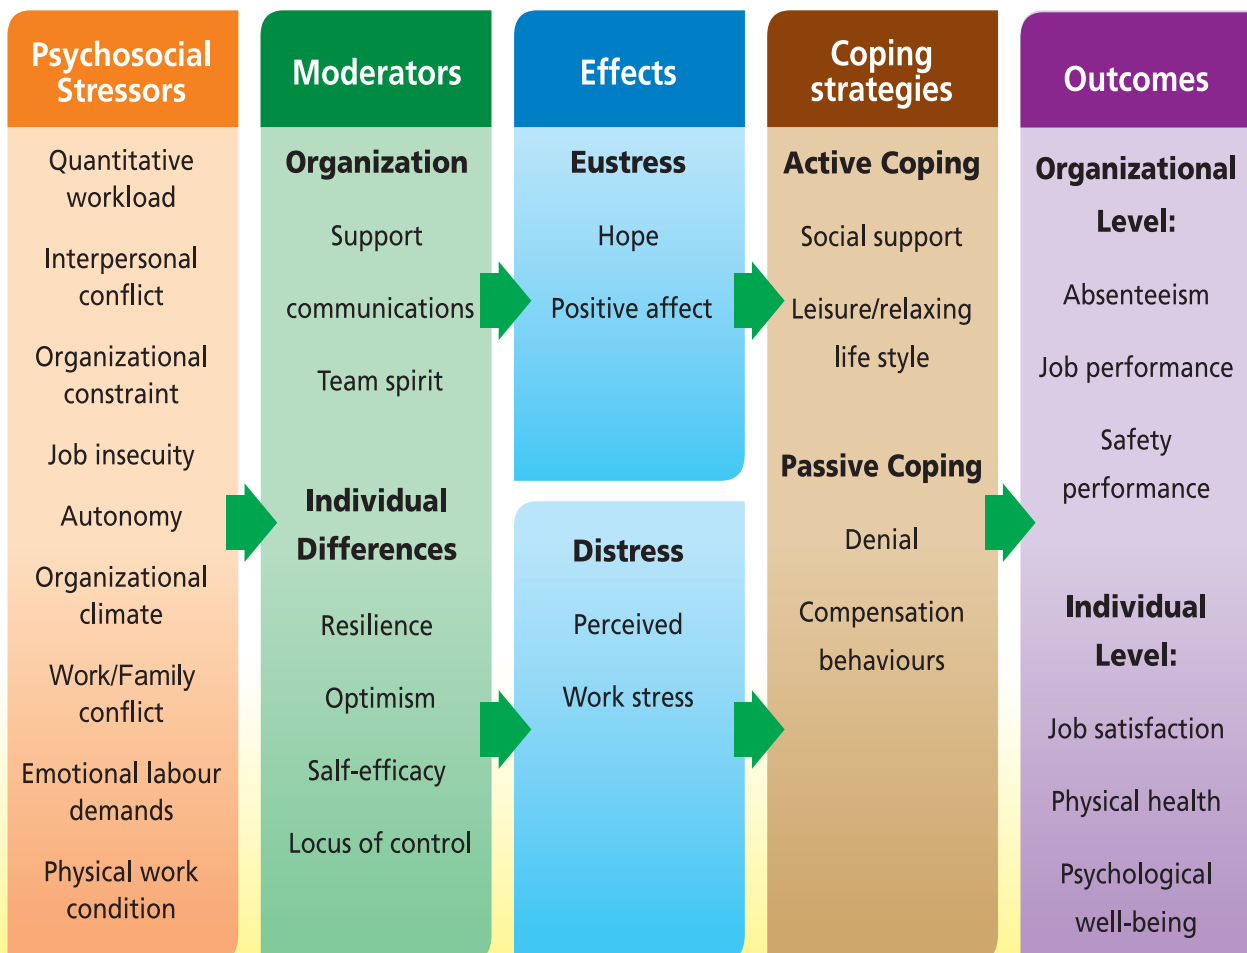 Psychosocial
Stressors
Quantitative
workload
Interpersonal
conflict
Organizational
constraint
Job insecuity
Autonomy
Organizational
climate
Work/Family
conflict
Emotional labour
demands
Physical work
condition
Moderators
Organization
Support
communications
Team spirit
Individual
Differences
Resilience
Optimism
Salf-efficacy
Locus of control
Effects
Eustress
Hope
Positive affect
Distress
Perceived
Work stress
Coping
strategies
Active Coping
Social support
Leisure/relaxing
life style
Passive Coping
Denial
Compensation
behaviours
Outcomes
Organizational
Level:
Absenteeism
Job performance
Safety
performance
Individual
Level:
Job satisfaction
Physical health
Psychological
well-being